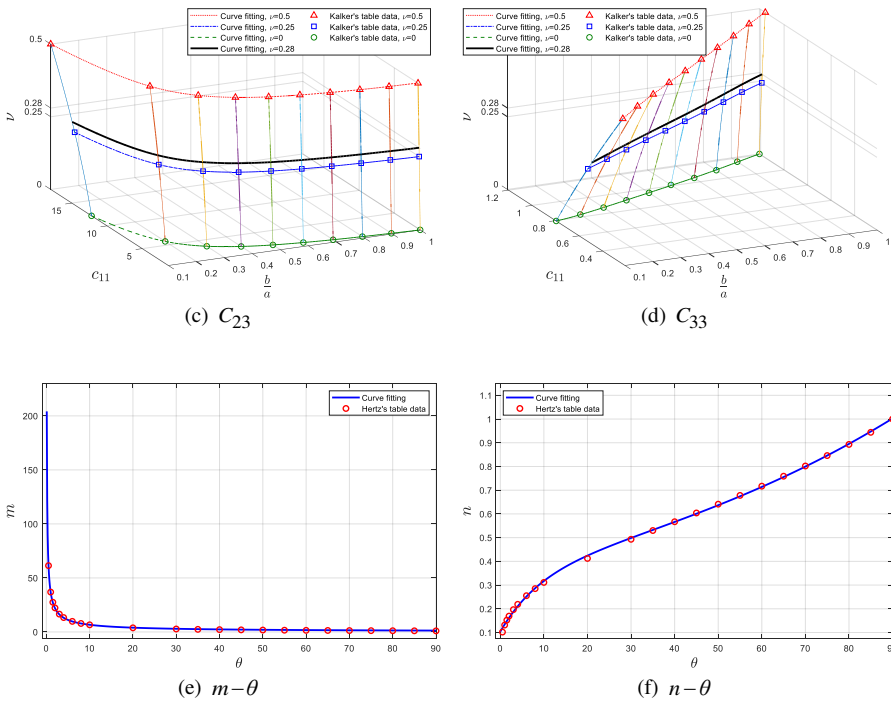 Curve fitting, ν=0.5
Curve fitting, ν=0.25
Curve fitting, ν=0
Curve fitting, ν=0.28
Kalker's table data, ν=0.5
Kalker's table data, ν=0.25
Kalker's table data, ν=0
0.5
0.28
0.25
0
ν
15
10
5
c11
0.1 0.2 0.3 0.4 0.5 0.6 0.7 0.8 0.9 1
b/a
(c) C23
Curve fitting, ν=0.5
Curve fitting, ν=0.25
Curve fitting, ν=0
Curve fitting, ν=0.28
Kalker's table data, ν=0.5
Kalker's table data, ν=0.25
Kalker's table data, ν=0
0.5
0.28
0.25
0
ν
1.2
1
0.8
0.6
0.4
c11
0.1 0.2 0.3 0.4 0.5 0.6 0.7 0.8 0.9 1
b/a
(d) C33
Curve fitting
Hertz's table data
200
150
100
50
0
m
0 10 20 30 40 50 60 70 80 90
θ
(e) m−θ
Curve fitting
Hertz's table data
1.1
1
0.9
0.8
0.7
0.6
0.5
0.4
0.3
0.2
0.1
n
0 10 20 30 40 50 60 70 80 90
θ
(f) n−θ